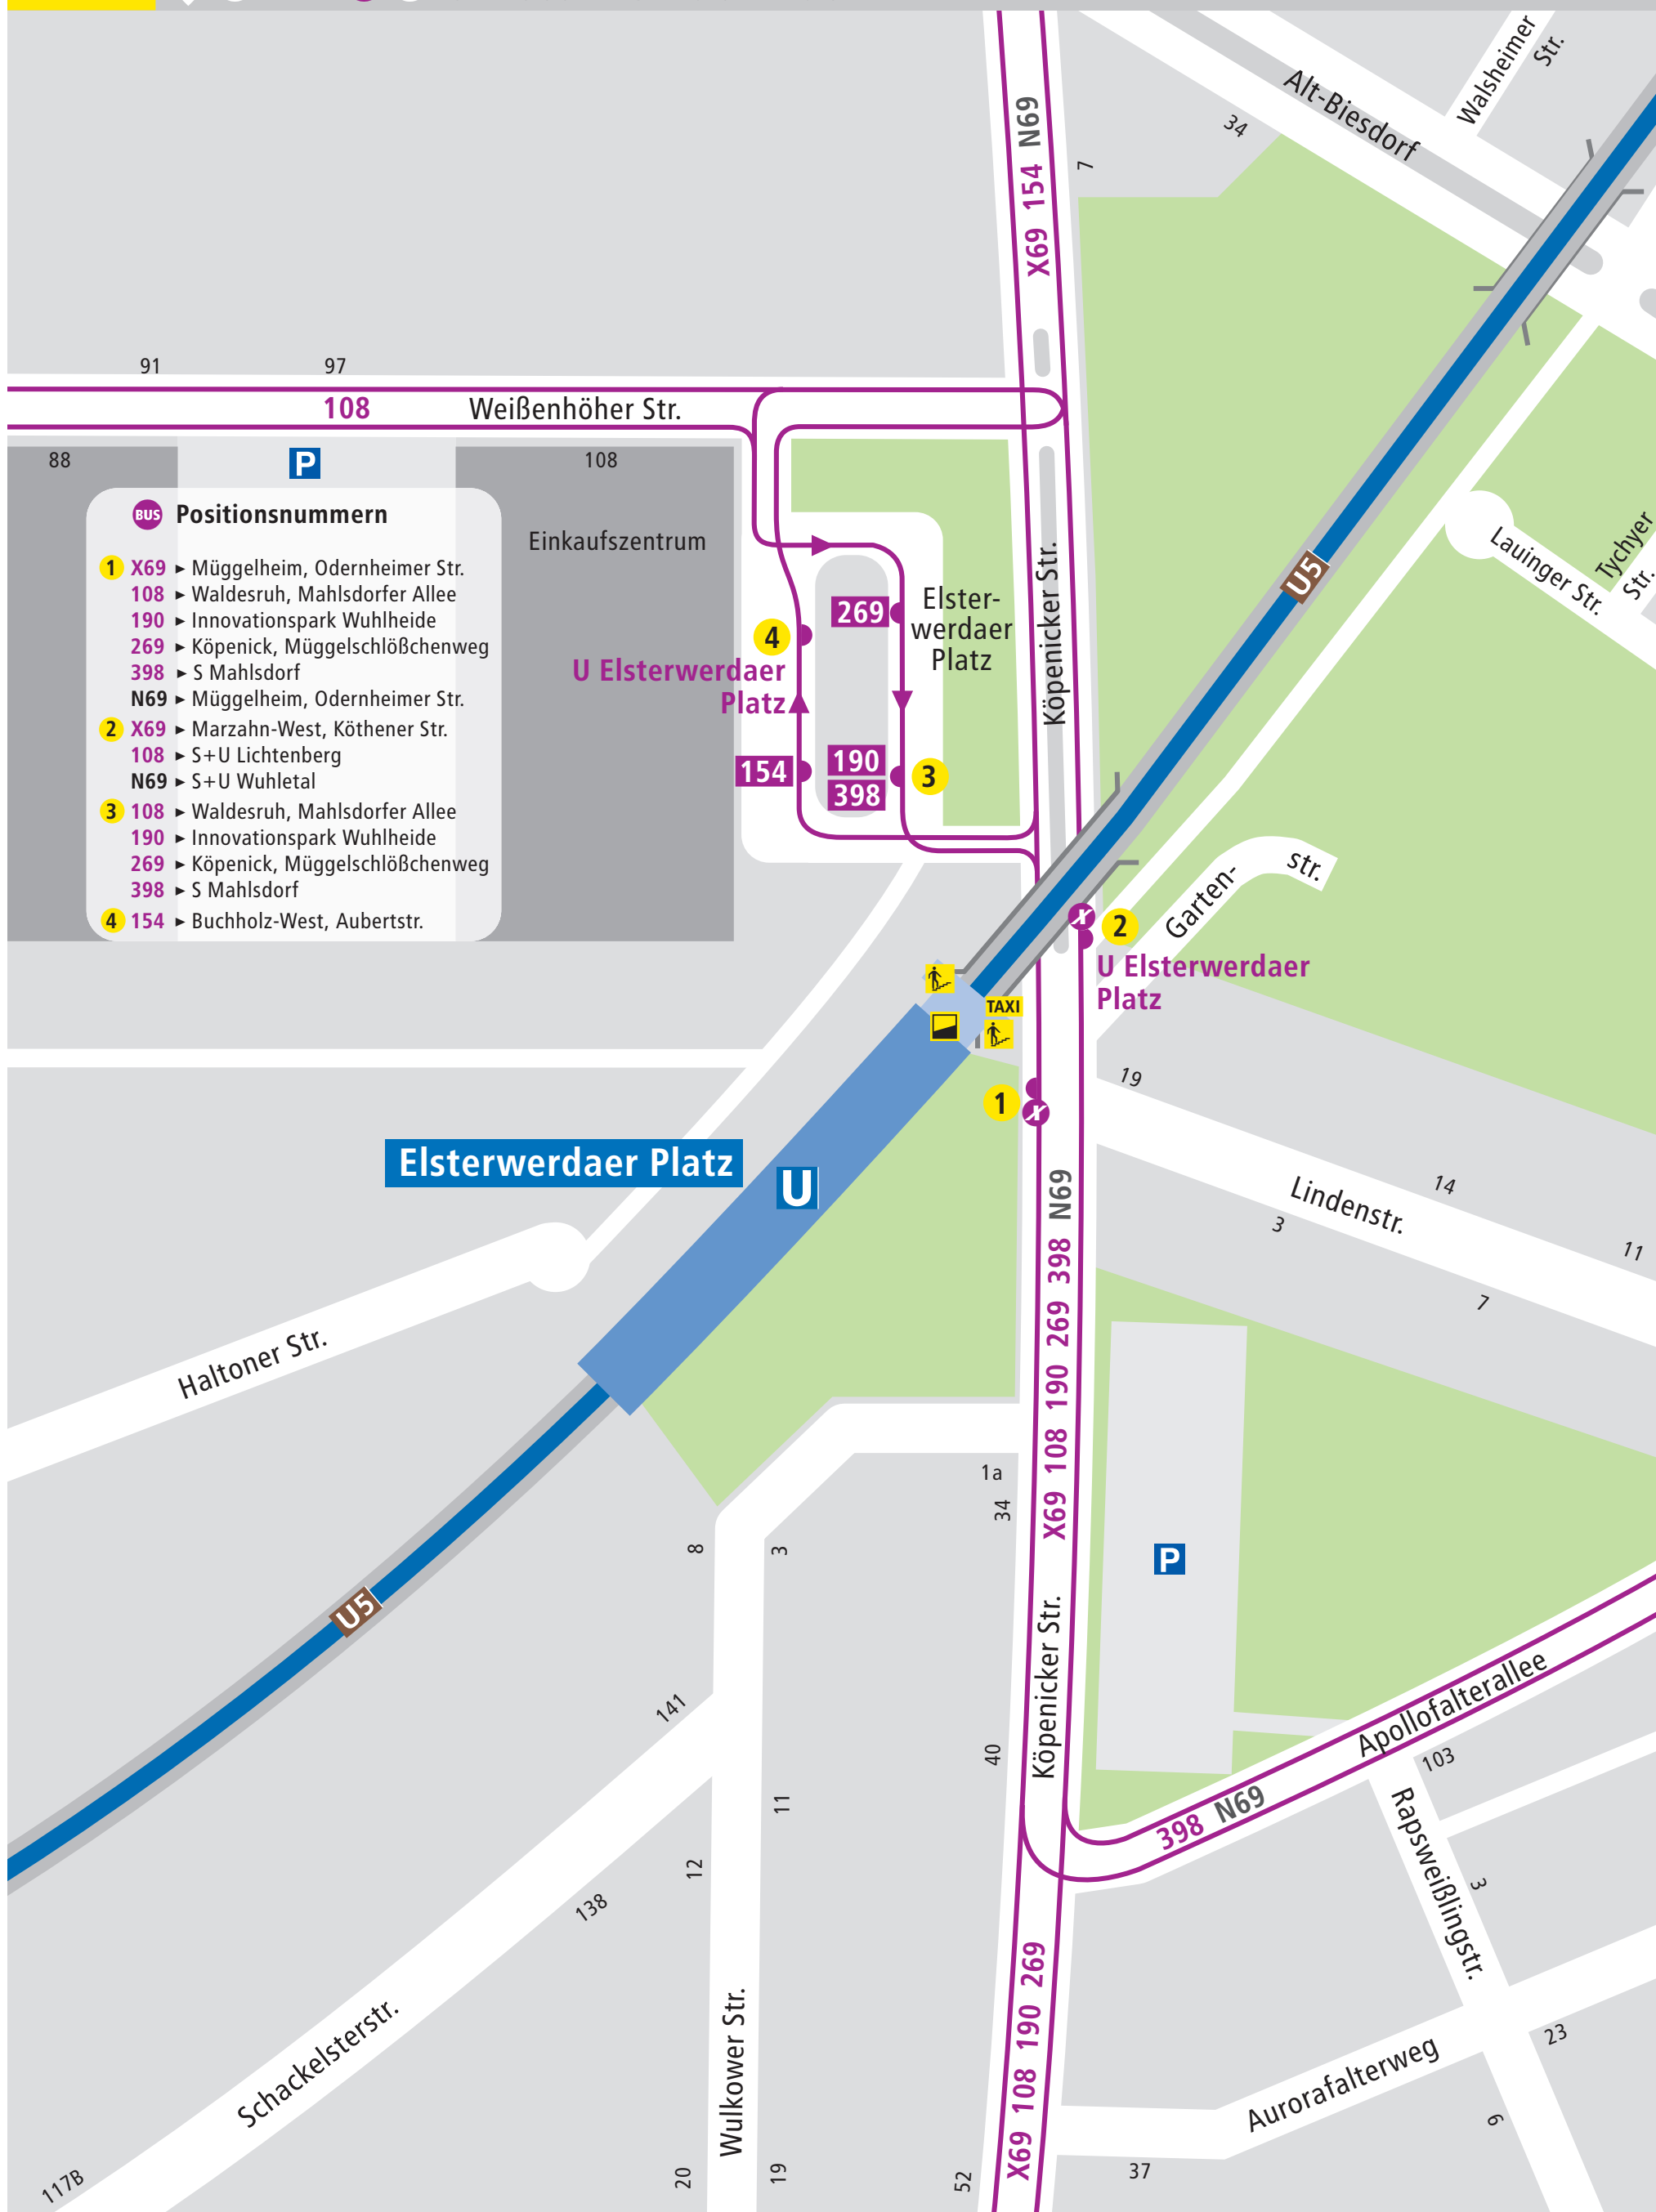 Walsheimer
Str.
Alt-Biesdorf
34
7
X69 154 N69
91
97
108
Weißenhöher Str.
88
P
108
BUS Positionsnummern
1 X69 ► Müggelheim, Odernheimer Str.
108 ► Waldesruh, Mahlsdorfer Allee
190 ► Innovationspark Wuhlheide
269 ► Köpenick, Müggelschlößchenweg
398 ► S Mahlsdorf
N69 ► Müggelheim, Odernheimer Str.
2 X69 ► Marzahn-West, Köthener Str.
108 ► S+U Lichtenberg
N69 ► S+U Wuhletal
3 108 ► Waldesruh, Mahlsdorfer Allee
190 ► Innovationspark Wuhlheide
269 ► Köpenick, Müggelschlößchenweg
398 ► S Mahlsdorf
4 154 ► Buchholz-West, Aubertstr.
Einkaufszentrum
4
U Elsterwerdaer
Platz
269
154
190
398
3
Elster-
werdaer
Platz
Köpenicker Str.
U5
Lauinger Str.
Tychyer
Str.
Garten-
str.
X
2
U Elsterwerdaer
Platz
TAXI
1
X
19
Elsterwerdaer Platz
U
Lindenstr.
14
3
11
7
Haltoner Str.
X69 108 190 269 398 N69
1a
34
8
3
P
U5
Köpenicker Str.
141
40
11
12
138
Apollofalterallee
103
398 N69
Rapsweißlingstr.
3
X69 108 190 269
Schackelsterstr.
Wulkower Str.
Aurorafalterweg
23
6
117B
20
19
52
37